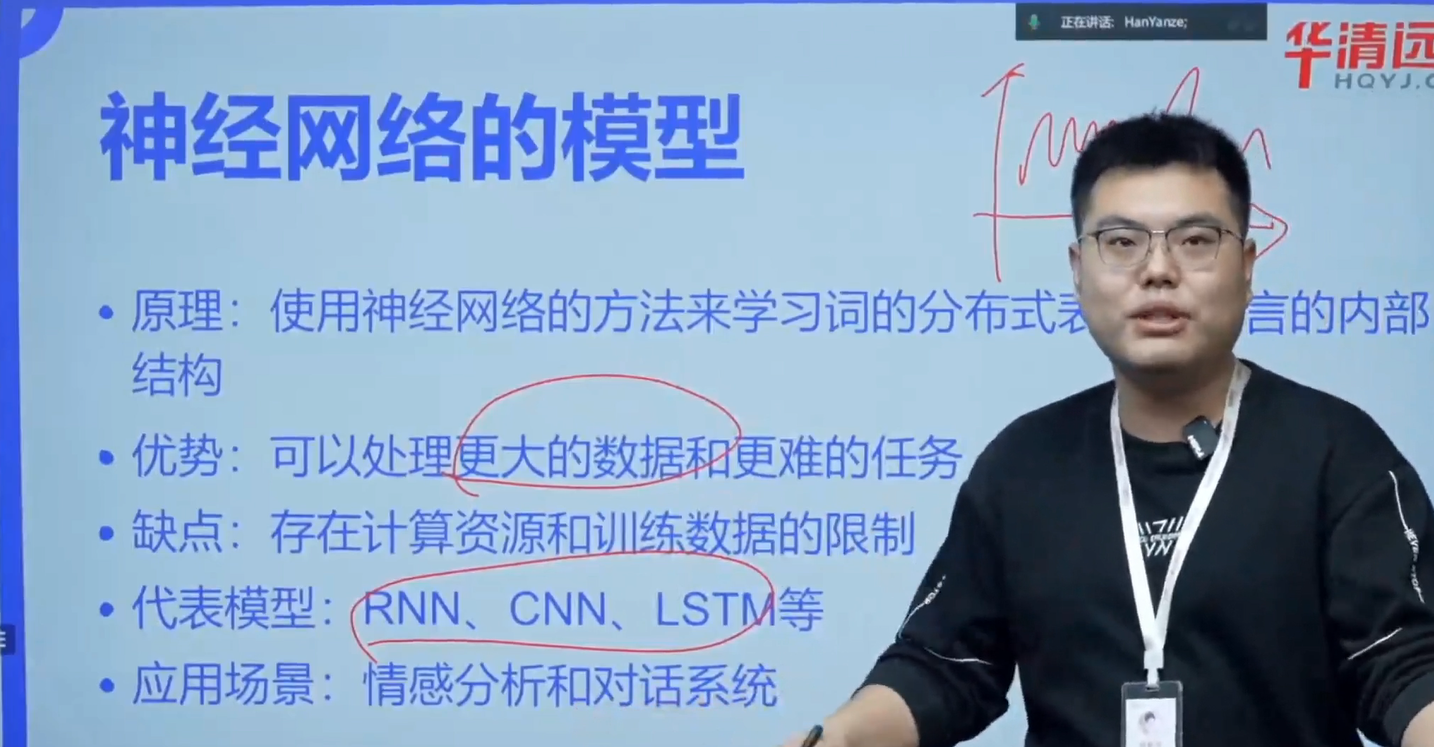 正在讲话: HanYanze;
华清远
HQYJ.C
神经网络的模型
• 原理：使用神经网络的方法来学习词的分布式表 言的内部
结构
• 优势：可以处理更大的数据和更难的任务
• 缺点：存在计算资源和训练数据的限制
• 代表模型：RNN、CNN、LSTM等
• 应用场景：情感分析和对话系统